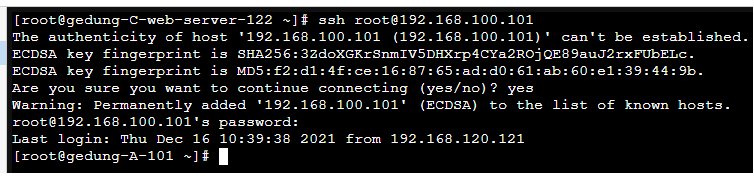 [root@gedung-C-web-server-122 ~]# ssh root@192.168.100.101
The authenticity of host '192.168.100.101 (192.168.100.101)' can't be established.
ECDSA key fingerprint is SHA256:3ZdoXGKrSnmIV5DHXrp4CYa2ROjQE89auJ2rxFUbELc.
ECDSA key fingerprint is MD5:f2:d1:4f:ce:16:87:65:ad:d0:61:ab:60:e1:39:44:9b.
Are you sure you want to continue connecting (yes/no)? yes
Warning: Permanently added '192.168.100.101' (ECDSA) to the list of known hosts.
root@192.168.100.101's password:
Last login: Thu Dec 16 10:39:38 2021 from 192.168.120.121
[root@gedung-A-101 ~]#